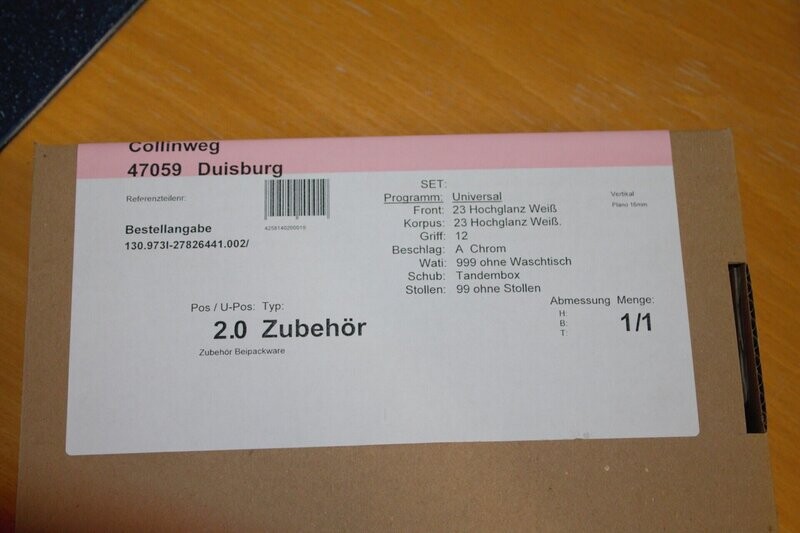 Collinweg
47059 Duisburg
Referenzteilenr:
4256140200010
Bestellangabe
130.973I-27826441.002/
SET:
Programm: Universal
Front: 23 Hochglanz Weiß
Korpus: 23 Hochglanz Weiß.
Griff: 12
Beschlag: A Chrom
Wati: 999 ohne Waschtisch
Schub: Tandembox
Stollen: 99 ohne Stollen
Vertikal
Plano 16mm
Pos / U-Pos: Typ:
2.0 Zubehör
Zubehör Beipackware
Abmessung Menge:
H:
B:
T:
1/1